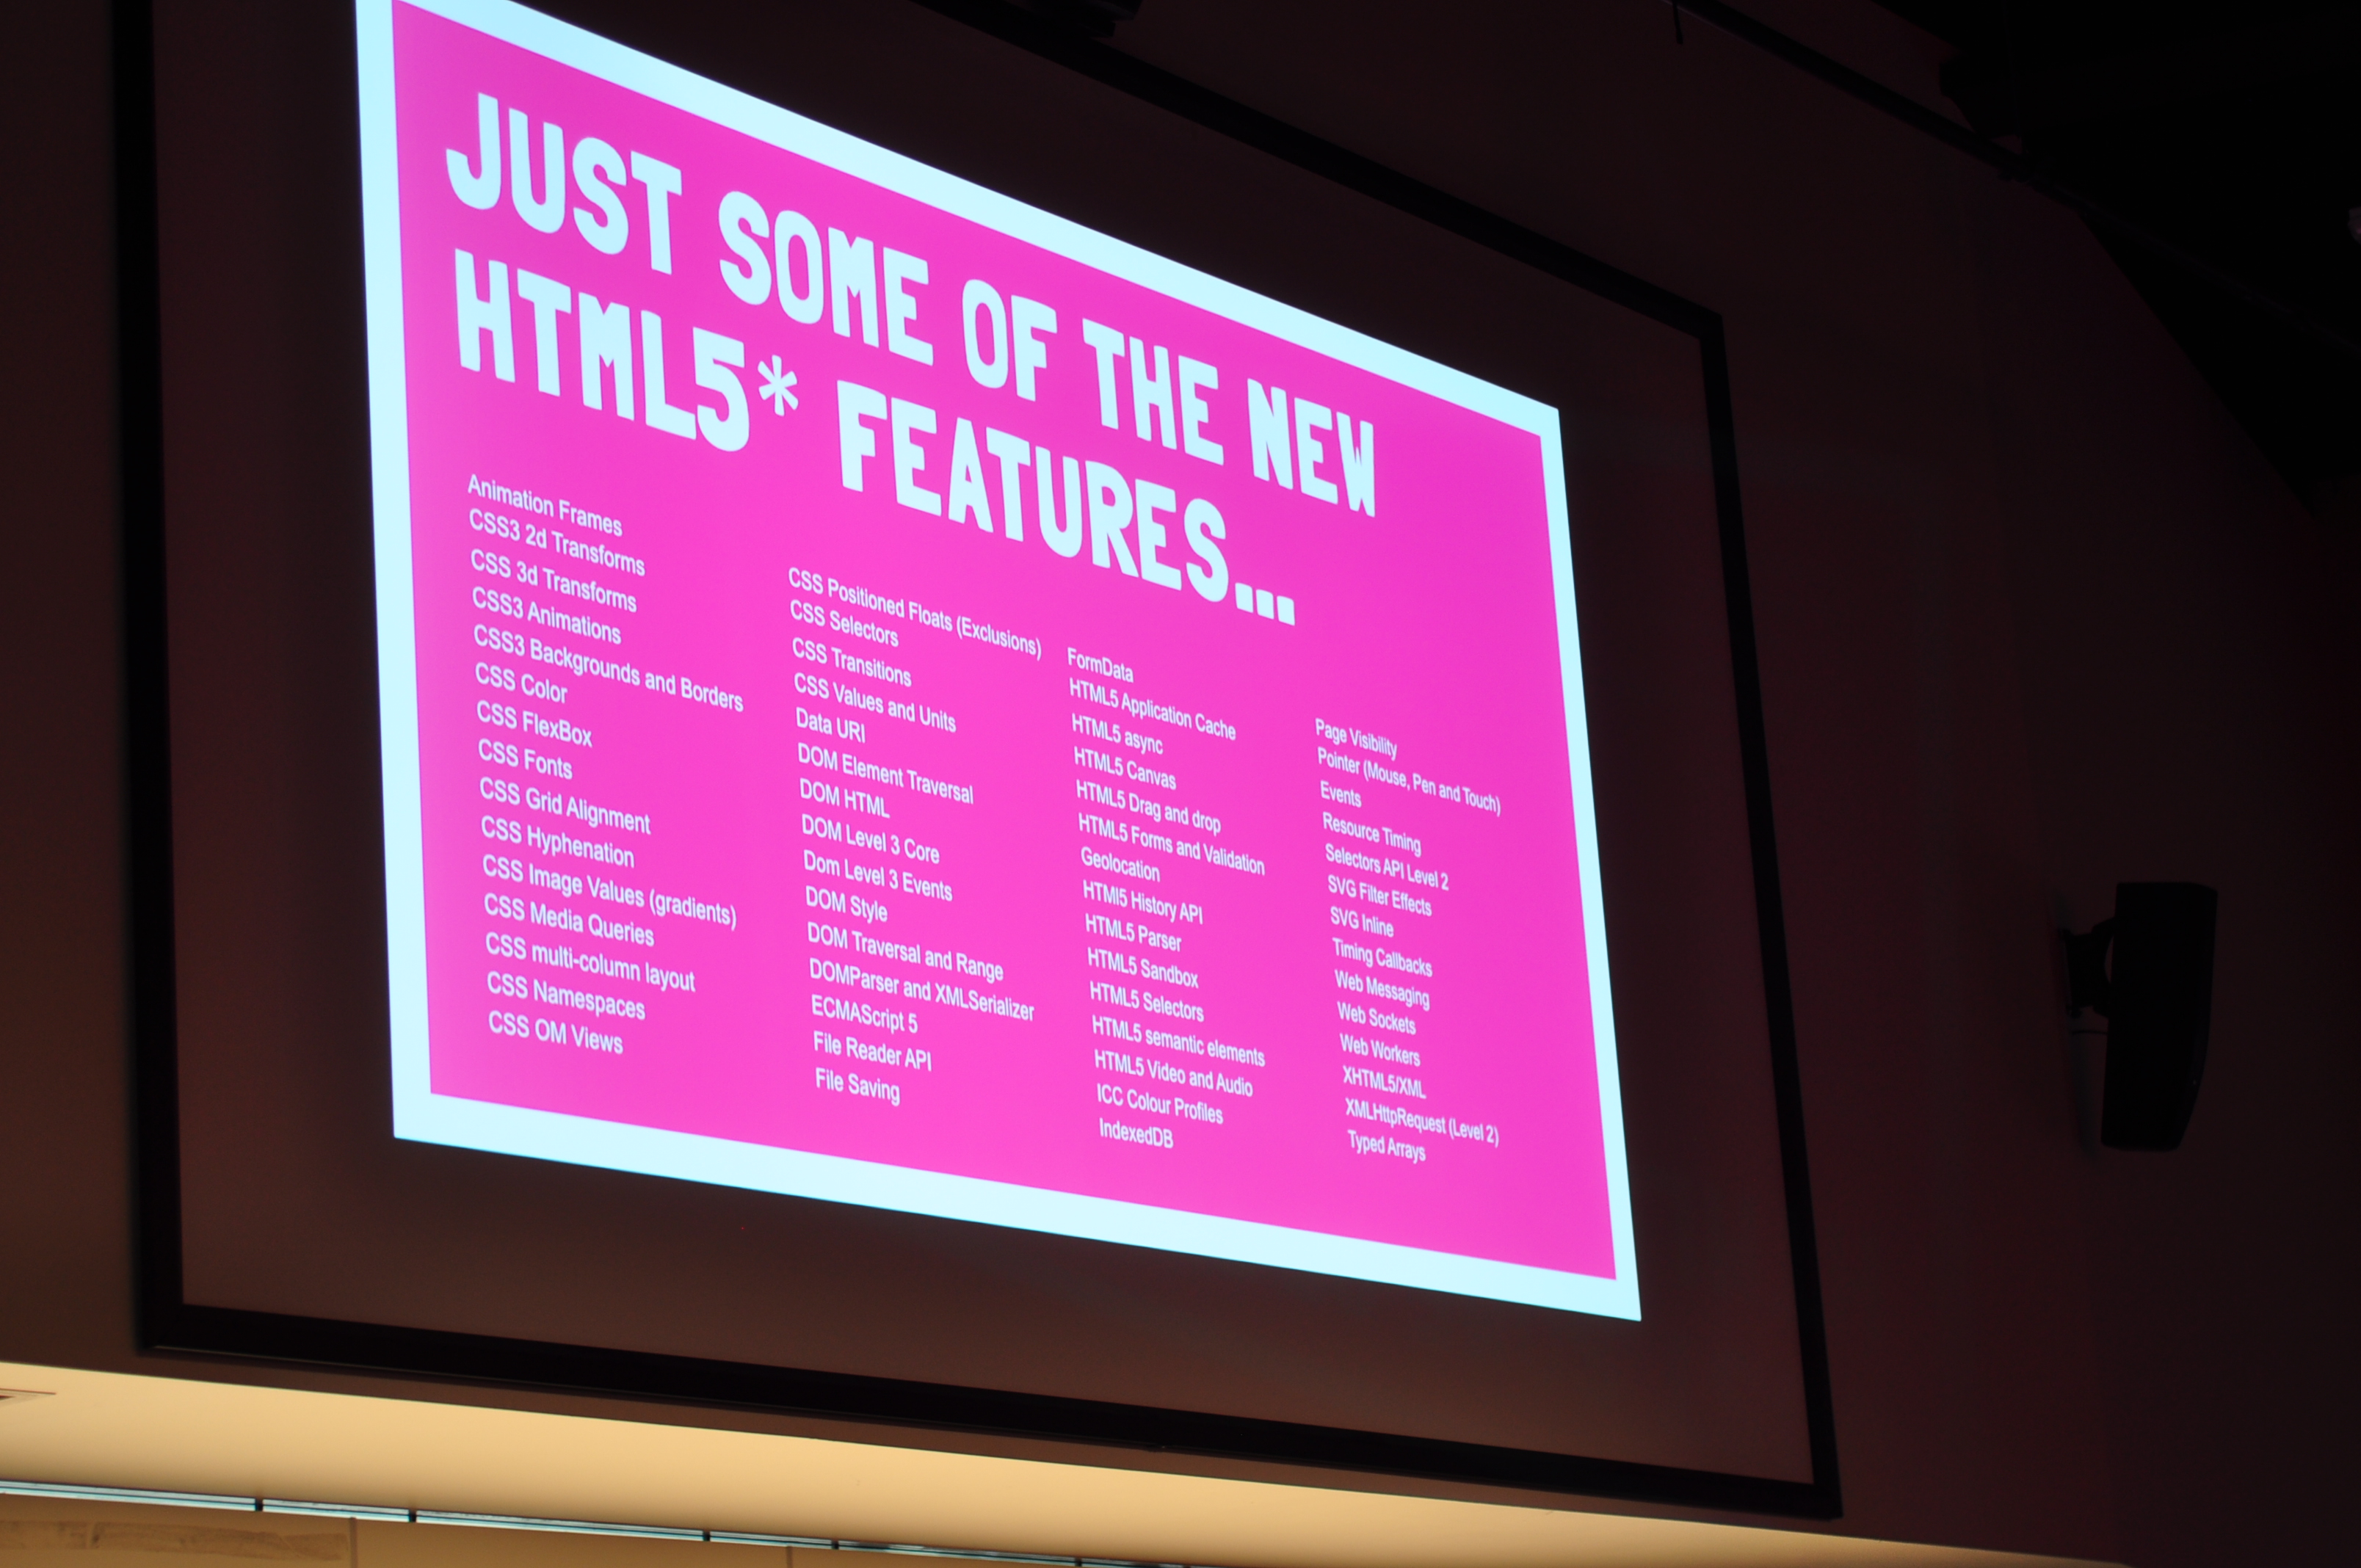 JUST SOME OF THE NEW
HTML5* FEATURES...
Animation Frames
CSS3 2d Transforms
CSS 3d Transforms
CSS3 Animations
CSS3 Backgrounds and Borders
CSS Color
CSS FlexBox
CSS Fonts
CSS Grid Alignment
CSS Hyphenation
CSS Image Values (gradients)
CSS Media Queries
CSS multi-column layout
CSS Namespaces
CSS OM Views
CSS Positioned Floats (Exclusions)
CSS Selectors
CSS Transitions
CSS Values and Units
Data URI
DOM Element Traversal
DOM HTML
DOM Level 3 Core
Dom Level 3 Events
DOM Style
DOM Traversal and Range
DOMParser and XMLSerializer
ECMAScript 5
File Reader API
File Saving
FormData
HTML5 Application Cache
HTML5 async
HTML5 Canvas
HTML5 Drag and drop
HTML5 Forms and Validation
Geolocation
HTMl5 History API
HTML5 Parser
HTML5 Sandbox
HTML5 Selectors
HTML5 semantic elements
HTML5 Video and Audio
ICC Colour Profiles
IndexedDB
Page Visibility
Pointer (Mouse, Pen and Touch)
Events
Resource Timing
Selectors API Level 2
SVG Filter Effects
SVG Inline
Timing Callbacks
Web Messaging
Web Sockets
Web Workers
XHTML5/XML
XMLHttpRequest (Level 2)
Typed Arrays